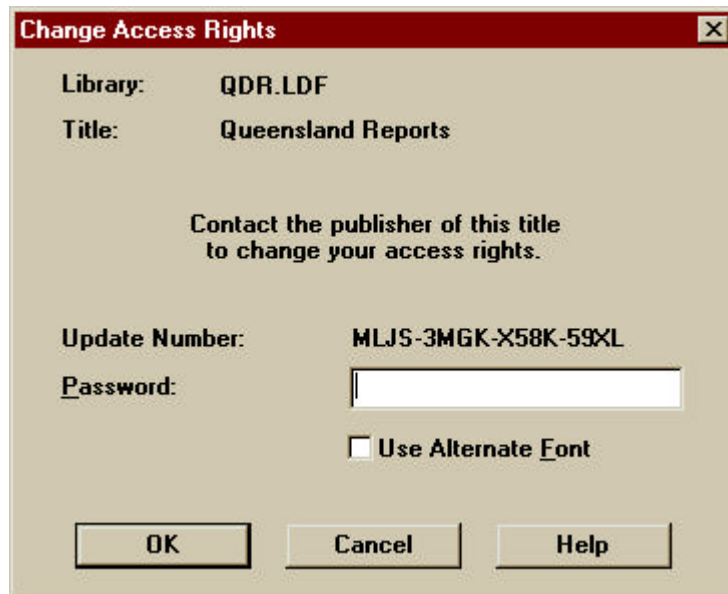 Change Access Rights
Library: QDR.LDF
Title: Queensland Reports
Contact the publisher of this title
to change your access rights.
Update Number: MLJS-3MGK-X58K-59XL
Password:
Use Alternate Font
OK Cancel Help